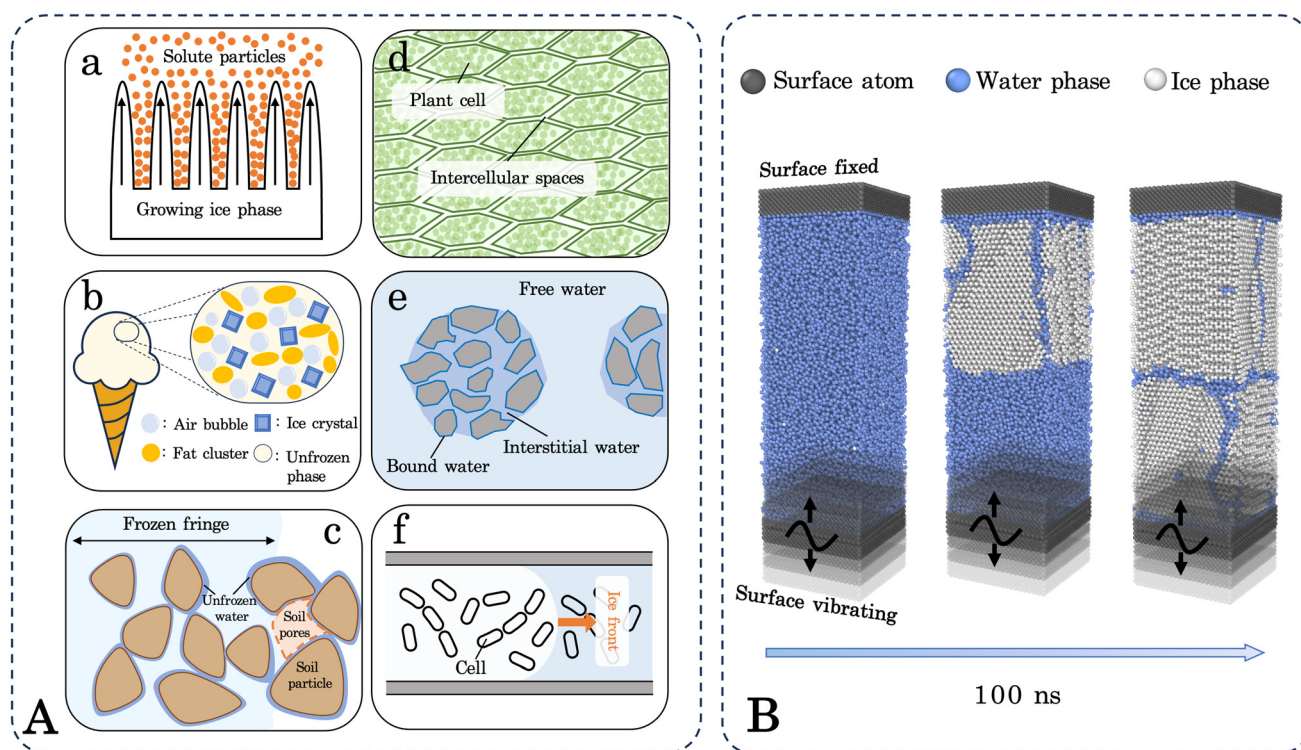 a
Solute particles
Growing ice phase
d
Plant cell
Intercellular spaces
b
: Air bubble
: Ice crystal
: Fat cluster
: Unfrozen
phase
e
Free water
Interstitial water
Bound water
Frozen fringe
c
Unfrozen
water
Soil
pores
Soil
particle
f
Ice front
Cell
A
Surface atom
Water phase
Ice phase
Surface fixed
Surface vibrating
100 ns
B